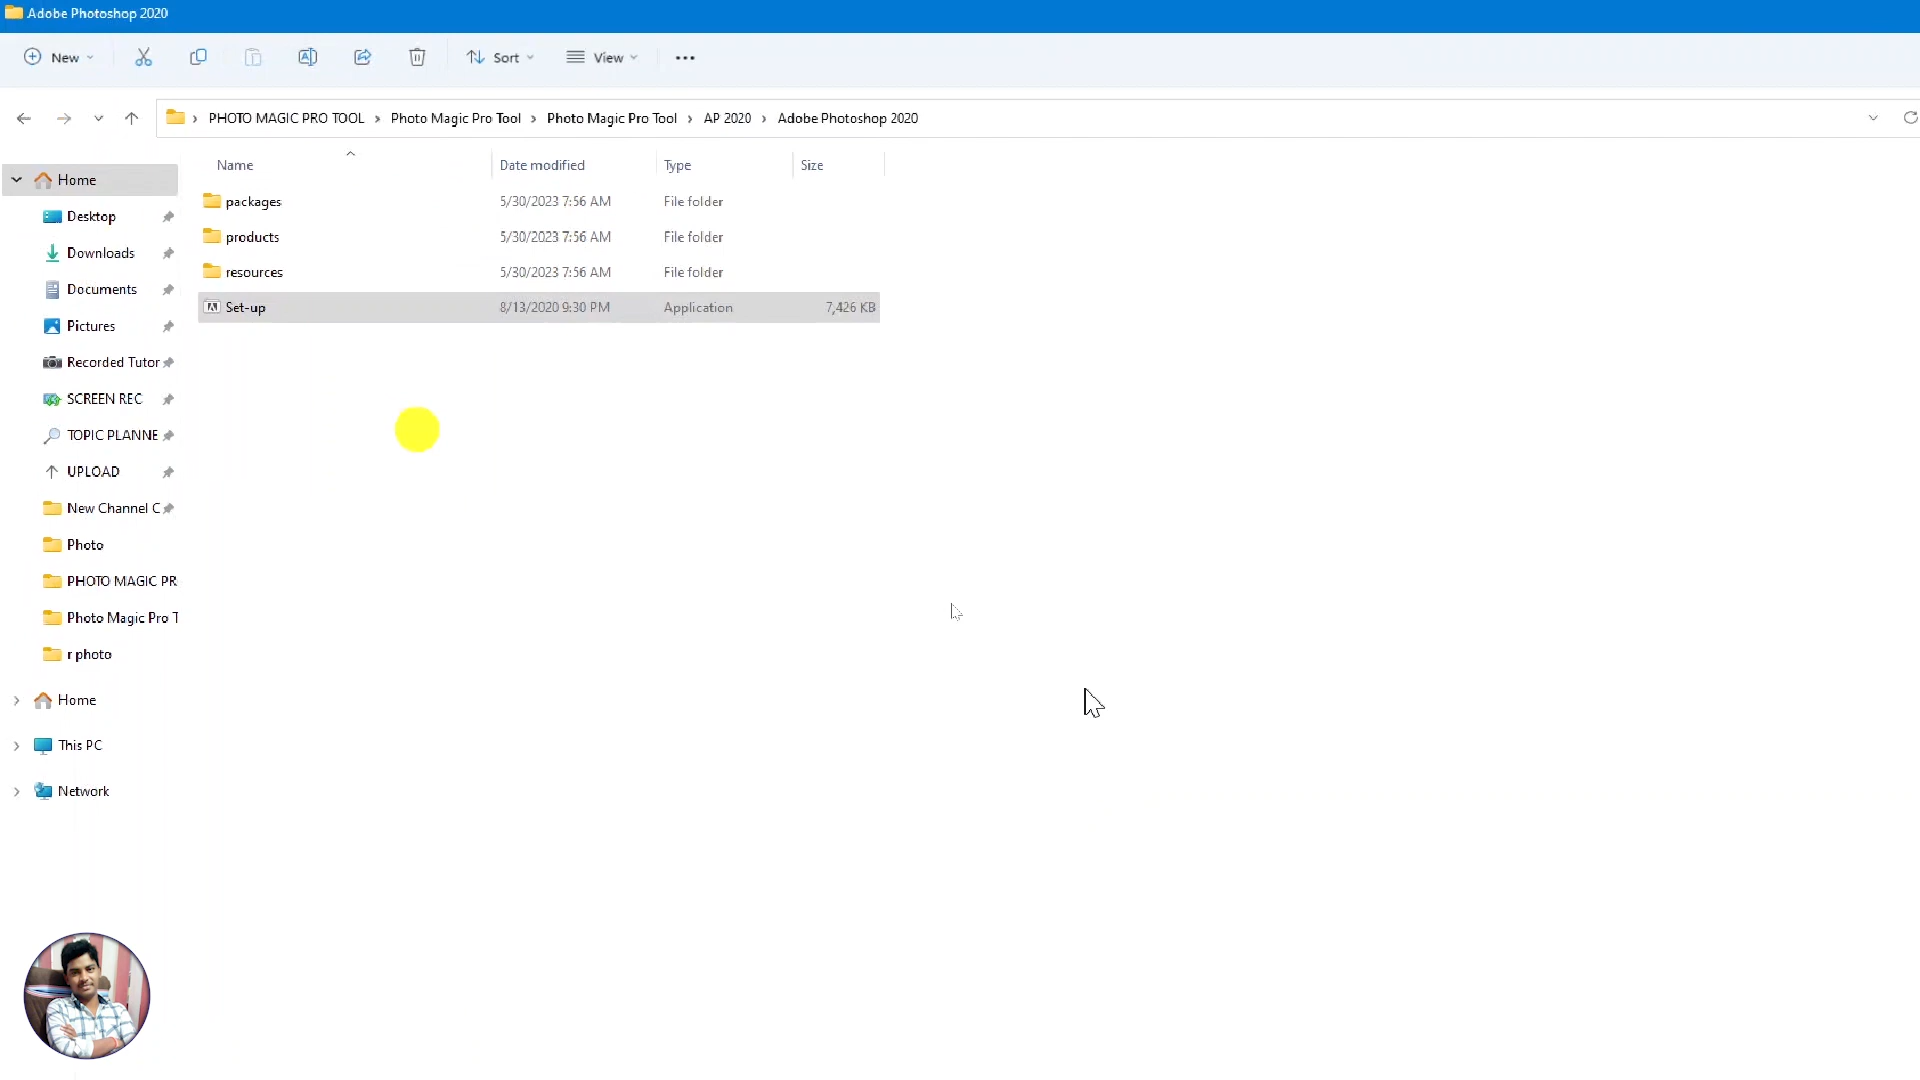 Adobe Photoshop 2020
New
Sort
View
PHOTO MAGIC PRO TOOL > Photo Magic Pro Tool > Photo Magic Pro Tool > AP 2020 > Adobe Photoshop 2020
Name Date modified Type Size
packages 5/30/2023 7:56 AM File folder
products 5/30/2023 7:56 AM File folder
resources 5/30/2023 7:56 AM File folder
Set-up 8/13/2020 9:30 PM Application 7,426 KB
Home
Desktop
Downloads
Documents
Pictures
Recorded Tutor
SCREEN REC
TOPIC PLANNE
UPLOAD
New Channel C
Photo
PHOTO MAGIC PR
Photo Magic Pro T
r photo
Home
This PC
Network